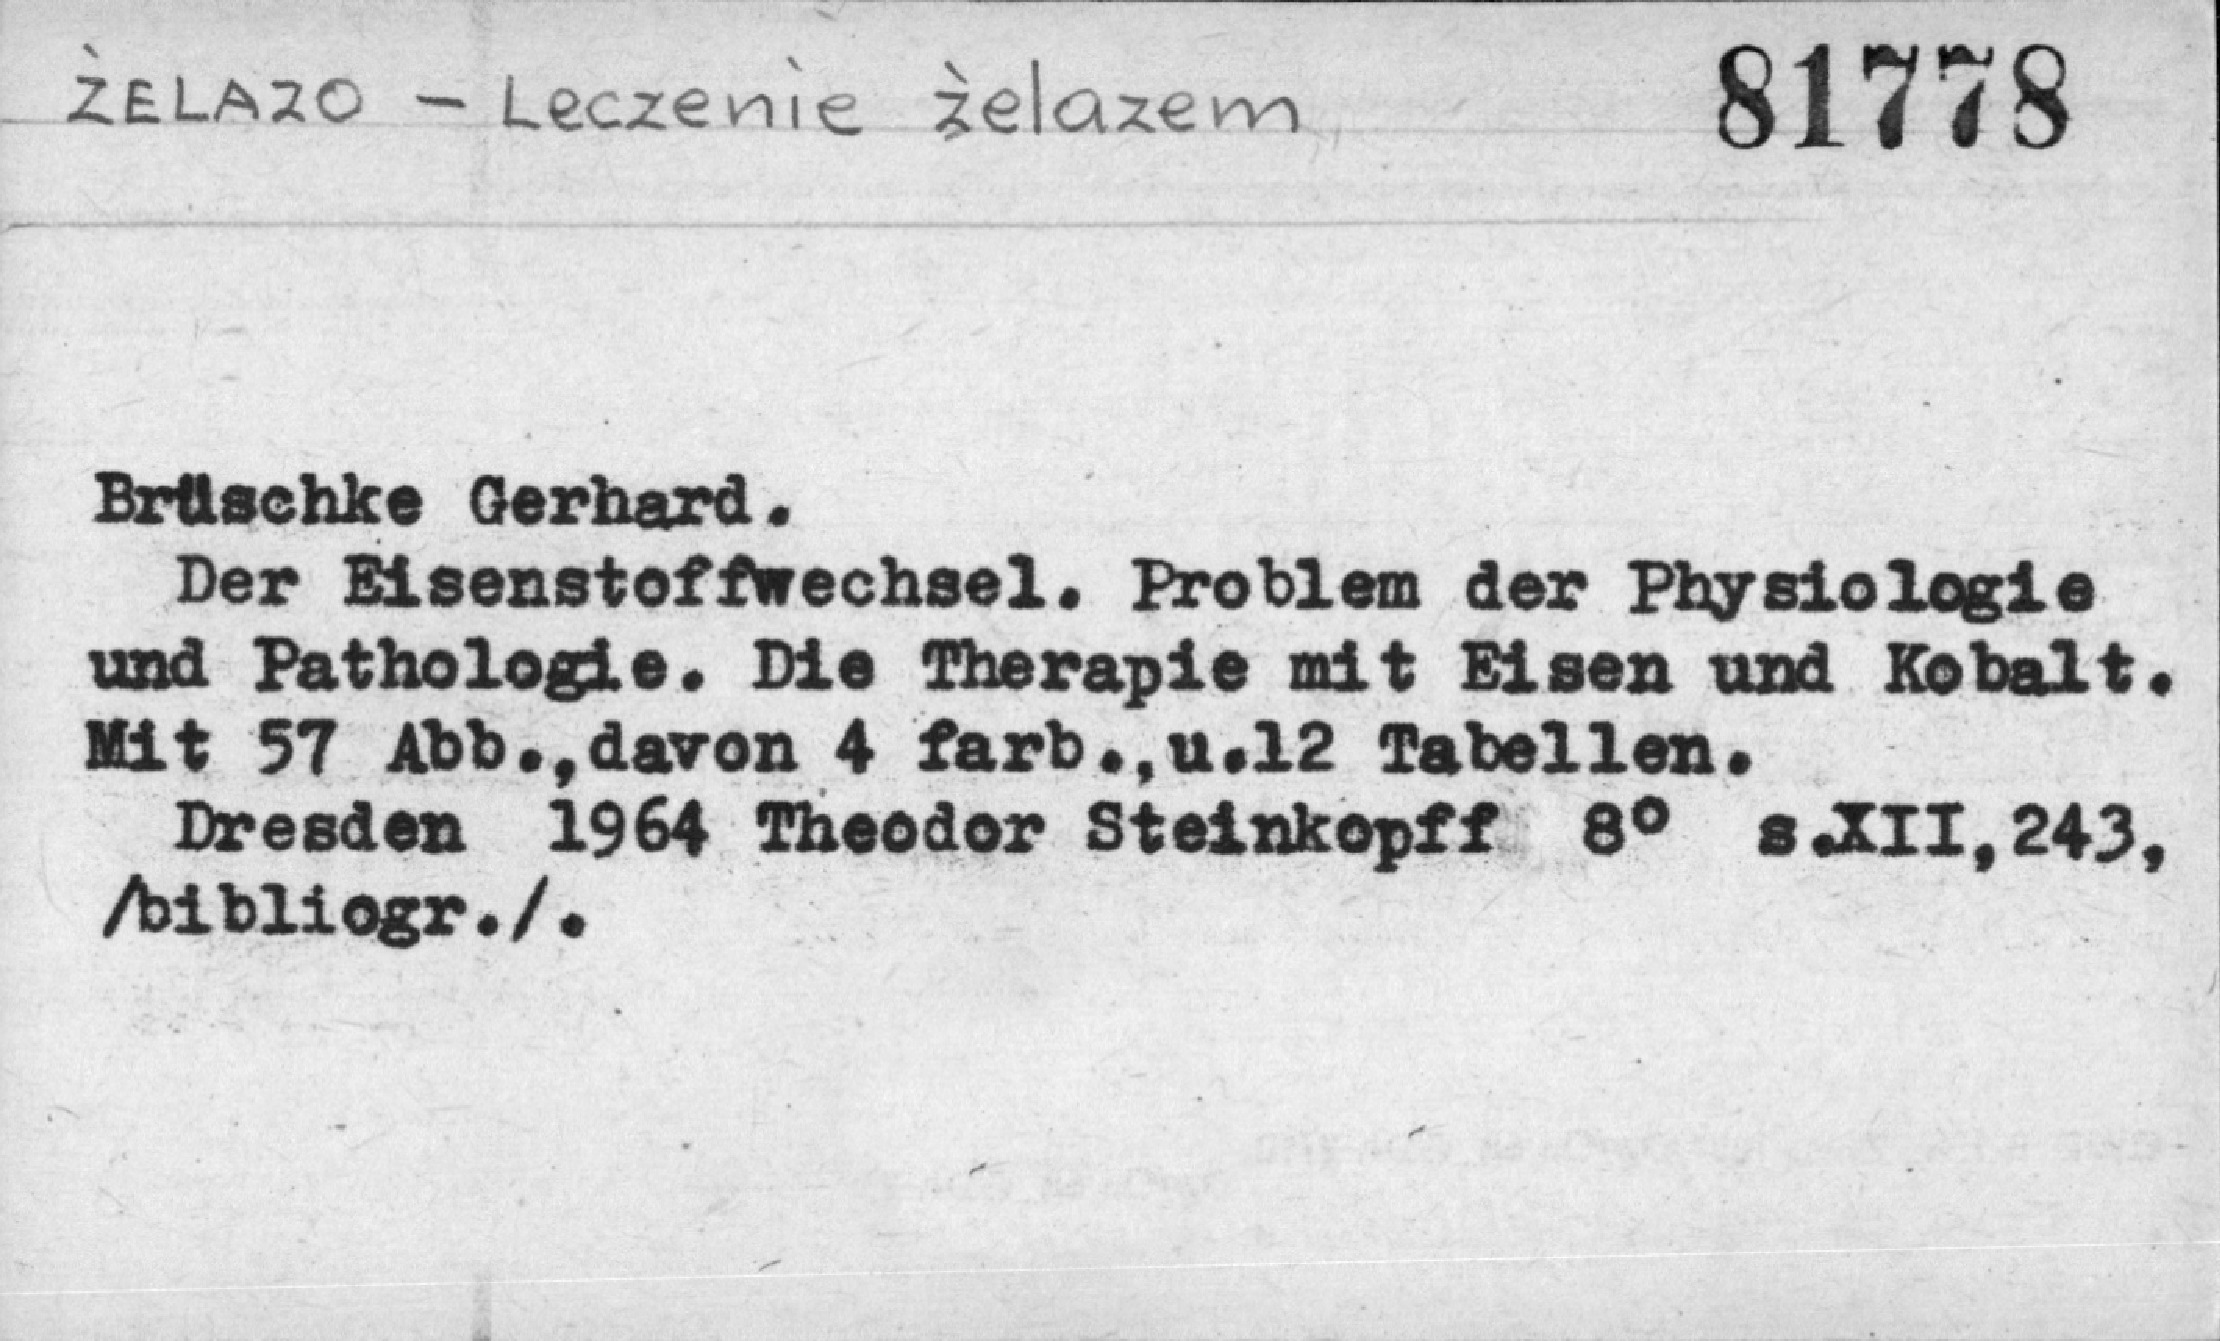 ŻELAZO – Leczenie żelazem 81778
Brüschke Gerhard.
Der Eisenstoffwechsel. Problem der Physiologie
und Pathologie. Die Therapie mit Eisen und Kobalt.
Mit 57 Abb.,davon 4 farb.,u.12 Tabellen.
Dresden 1964 Theodor Steinkopff 8° s.XII,243,
/bibliogr./.